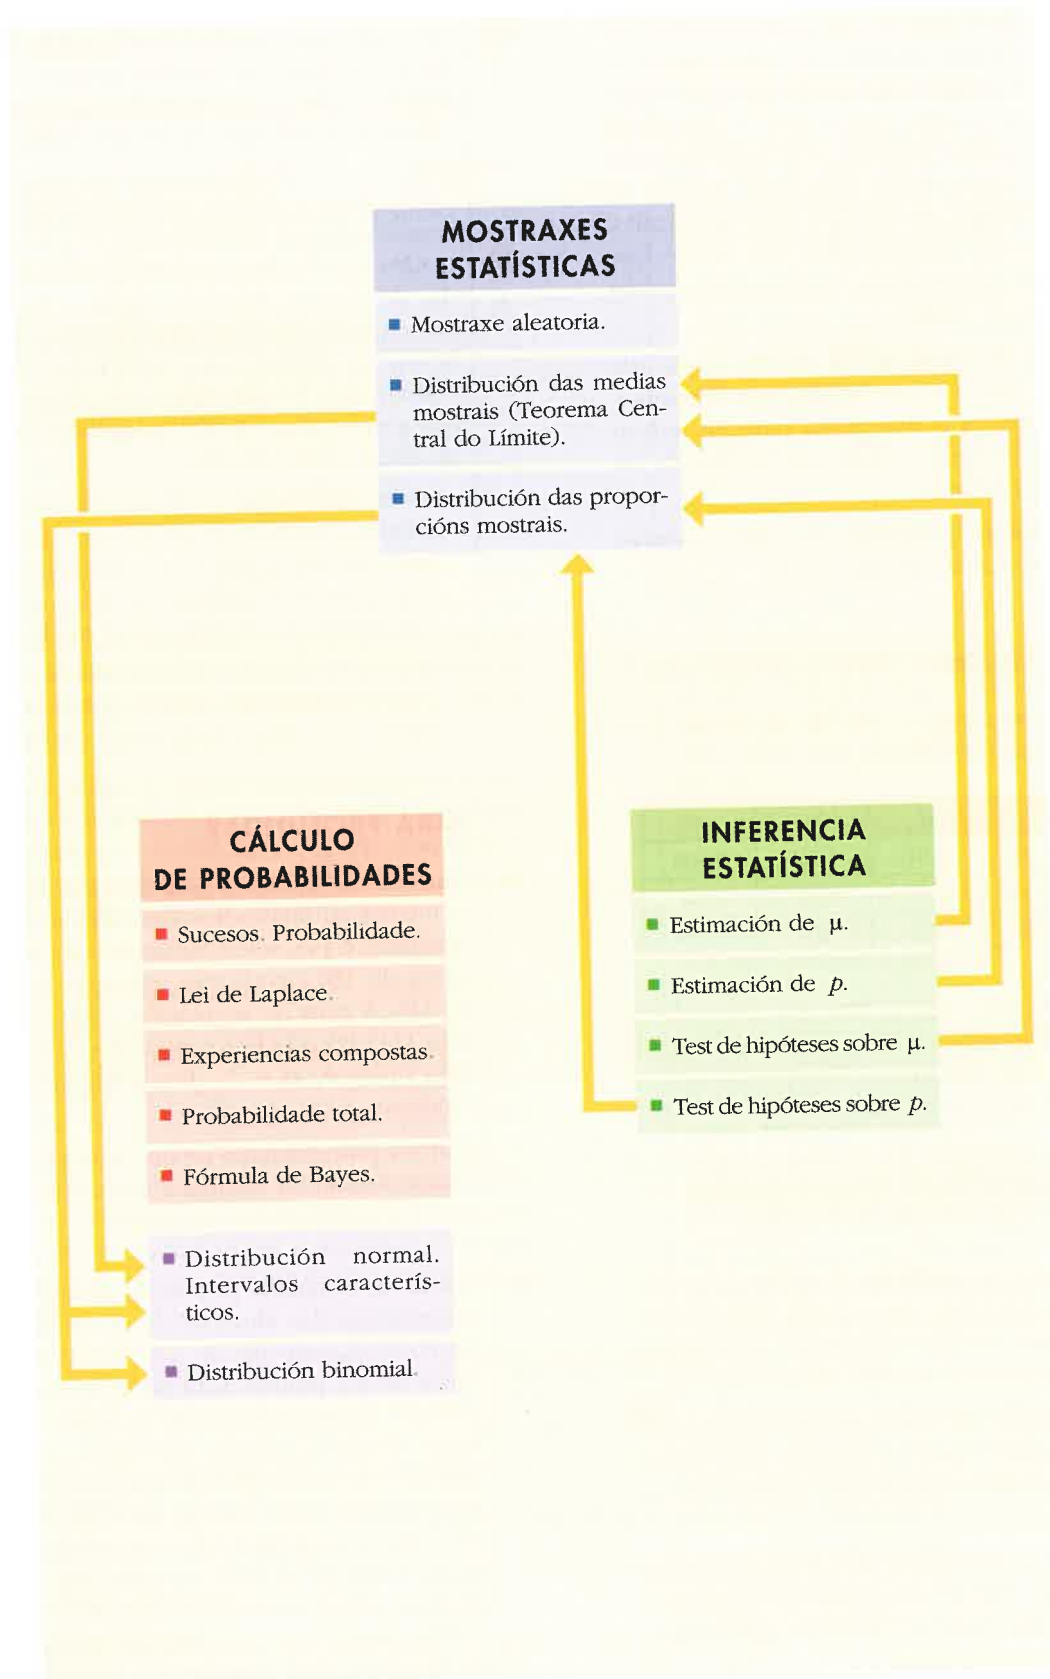 MOSTRAXES
ESTATÍSTICAS
Mostraxe aleatoria.
Distribución das medias
mostrais (Teorema Cen-
tral do Límite).
Distribución das propor-
cións mostrais.
CÁLCULO
DE PROBABILIDADES
Sucesos. Probabilidade.
Lei de Laplace.
Experiencias compostas.
Probabilidade total.
Fórmula de Bayes.
Distribución normal.
Intervalos caracterís-
ticos.
Distribución binomial.
INFERENCIA
ESTATÍSTICA
Estimación de μ.
Estimación de p.
Test de hipóteses sobre μ.
Test de hipóteses sobre p.